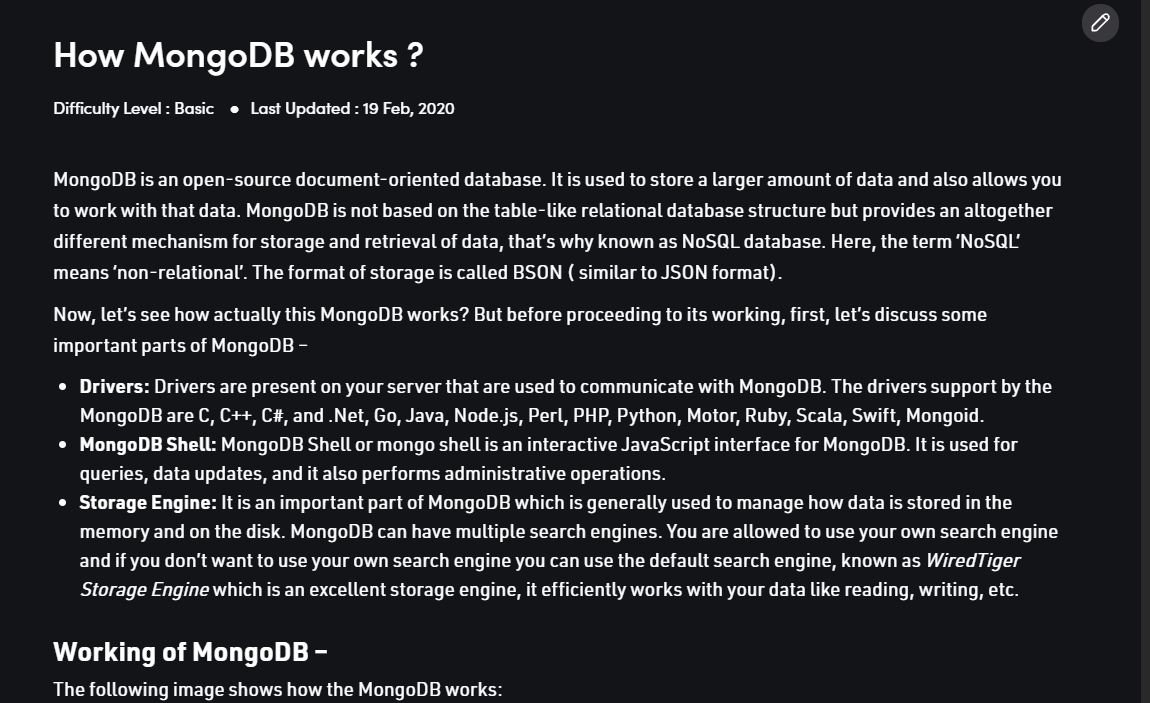 How MongoDB works ?
Difficulty Level : Basic ● Last Updated : 19 Feb, 2020
MongoDB is an open-source document-oriented database. It is used to store a larger amount of data and also allows you
to work with that data. MongoDB is not based on the table-like relational database structure but provides an altogether
different mechanism for storage and retrieval of data, that’s why known as NoSQL database. Here, the term ‘NoSQL’
means ‘non-relational’. The format of storage is called BSON ( similar to JSON format).
Now, let’s see how actually this MongoDB works? But before proceeding to its working, first, let’s discuss some
important parts of MongoDB –
• Drivers: Drivers are present on your server that are used to communicate with MongoDB. The drivers support by the
MongoDB are C, C++, C#, and .Net, Go, Java, Node.js, Perl, PHP, Python, Motor, Ruby, Scala, Swift, Mongoid.
• MongoDB Shell: MongoDB Shell or mongo shell is an interactive JavaScript interface for MongoDB. It is used for
queries, data updates, and it also performs administrative operations.
• Storage Engine: It is an important part of MongoDB which is generally used to manage how data is stored in the
memory and on the disk. MongoDB can have multiple search engines. You are allowed to use your own search engine
and if you don’t want to use your own search engine you can use the default search engine, known as WiredTiger
Storage Engine which is an excellent storage engine, it efficiently works with your data like reading, writing, etc.
Working of MongoDB –
The following image shows how the MongoDB works: